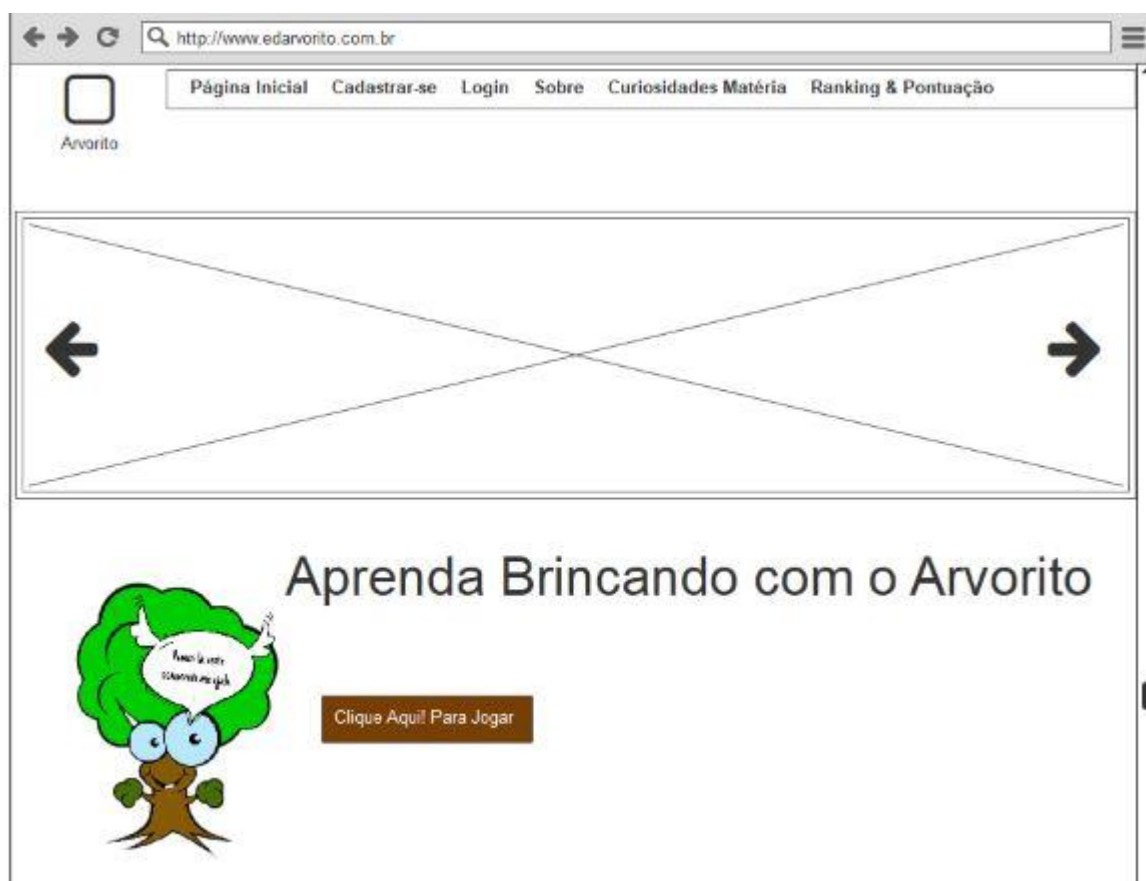 http://www.edarvorito.com.br
Página Inicial Cadastrar-se Login Sobre Curiosidades Matéria Ranking & Pontuação
Arvorito
Aprenda Brincando com o Arvorito
Clique Aqui! Para Jogar